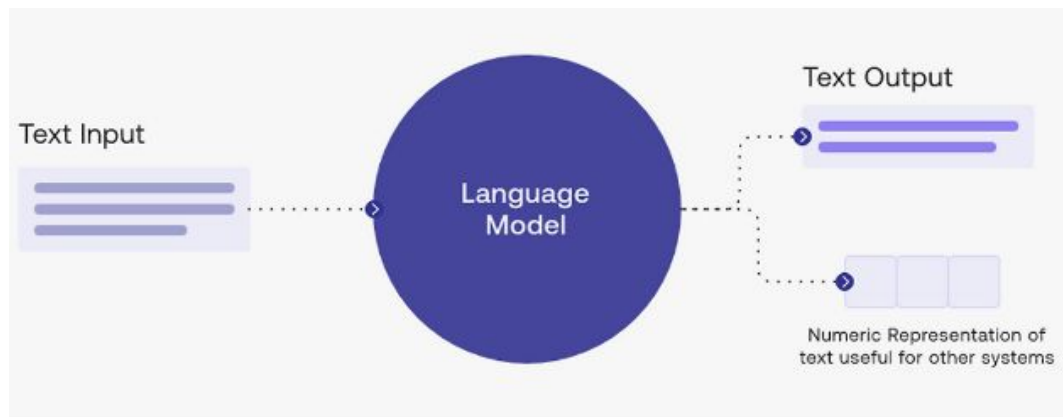 Text Input
Language
Model
Text Output
Numeric Representation of
text useful for other systems